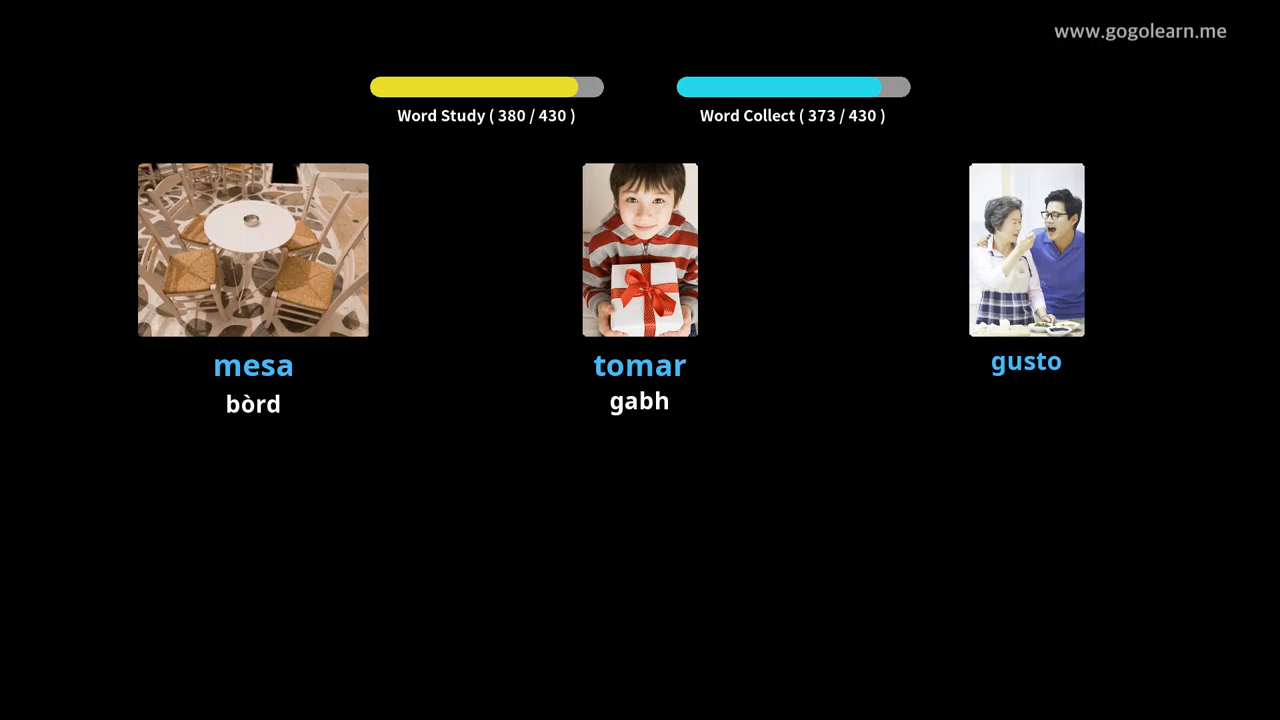 www.gogolearn.me
Word Study ( 380 / 430 )
Word Collect ( 373 / 430 )
mesa
bòrd
tomar
gabh
gusto